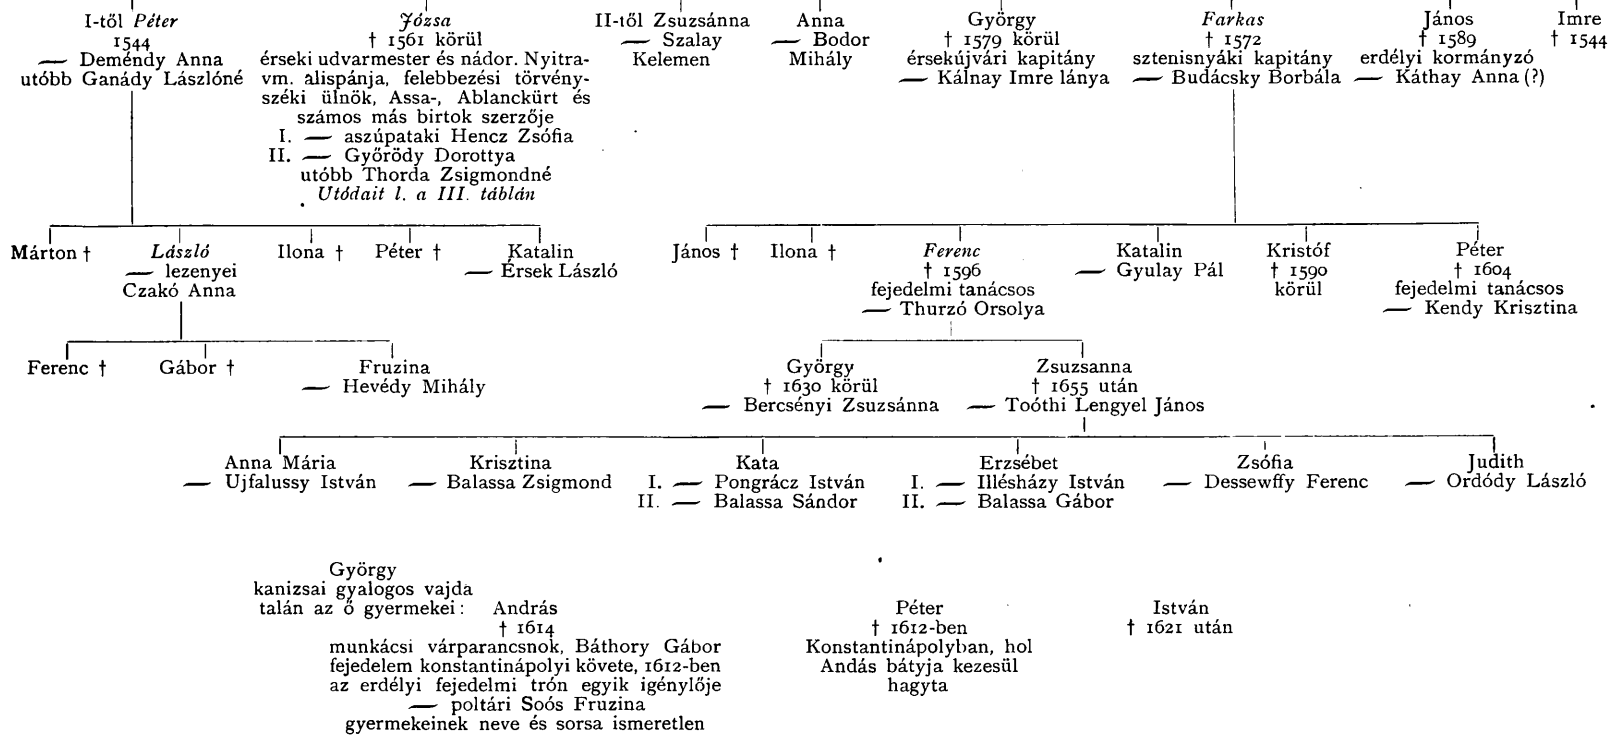 I-től Péter
1544
— Deméndy Anna
utóbb Ganády Lászlóné
Józsa
† 1561 körül
érseki udvarmester és nádor. Nyitra-
vm. alispánja, felebbezési törvény-
széki ülnök, Assa-, Ablanckürt és
számos más birtok szerzője
I. — aszúpataki Hencz Zsófia
II. — Győrödy Dorottya
utóbb Thorda Zsigmondné
Utódait l. a III. táblán
II-től Zsuzsánna
— Szalay
Kelemen
Anna
— Bodor
Mihály
György
† 1579 körül
érsekújvári kapitány
— Kálnay Imre lánya
Farkas
† 1572
sztenisnyáki kapitány
— Budácsky Borbála
János
† 1589
erdélyi kormányzó
— Káthay Anna (?)
Imre
† 1544
Márton †
László
— lezenyei
Czakó Anna
Ilona †
Péter †
Katalin
— Érsek László
János †
Ilona †
Ferenc
† 1596
fejedelmi tanácsos
— Thurzó Orsolya
Katalin
— Gyulay Pál
Kristóf
† 1590
körül
Péter
† 1604
fejedelmi tanácsos
— Kendy Krisztina
Ferenc †
Gábor †
Fruzina
— Hevédy Mihály
György
† 1630 körül
— Bercsényi Zsuzsánna
Zsuzsanna
† 1655 után
— Toóthi Lengyel János
Anna Mária
— Ujfalussy István
Krisztina
— Balassa Zsigmond
Kata
I. — Pongrácz István
II. — Balassa Sándor
Erzsébet
I. — Illésházy István
II. — Balassa Gábor
Zsófia
— Dessewffy Ferenc
Judith
— Ordódy László
György
kanizsai gyalogos vajda
talán az ő gyermekei:
András
† 1614
munkácsi várparancsnok, Báthory Gábor
fejedelem konstantinápolyi követe, 1612-ben
az erdélyi fejedelmi trón egyik igénylője
— poltári Soós Fruzina
gyermekeinek neve és sorsa ismeretlen
Péter
† 1612-ben
Konstantinápolyban, hol
Andás bátyja kezesül
hagyta
István
† 1621 után